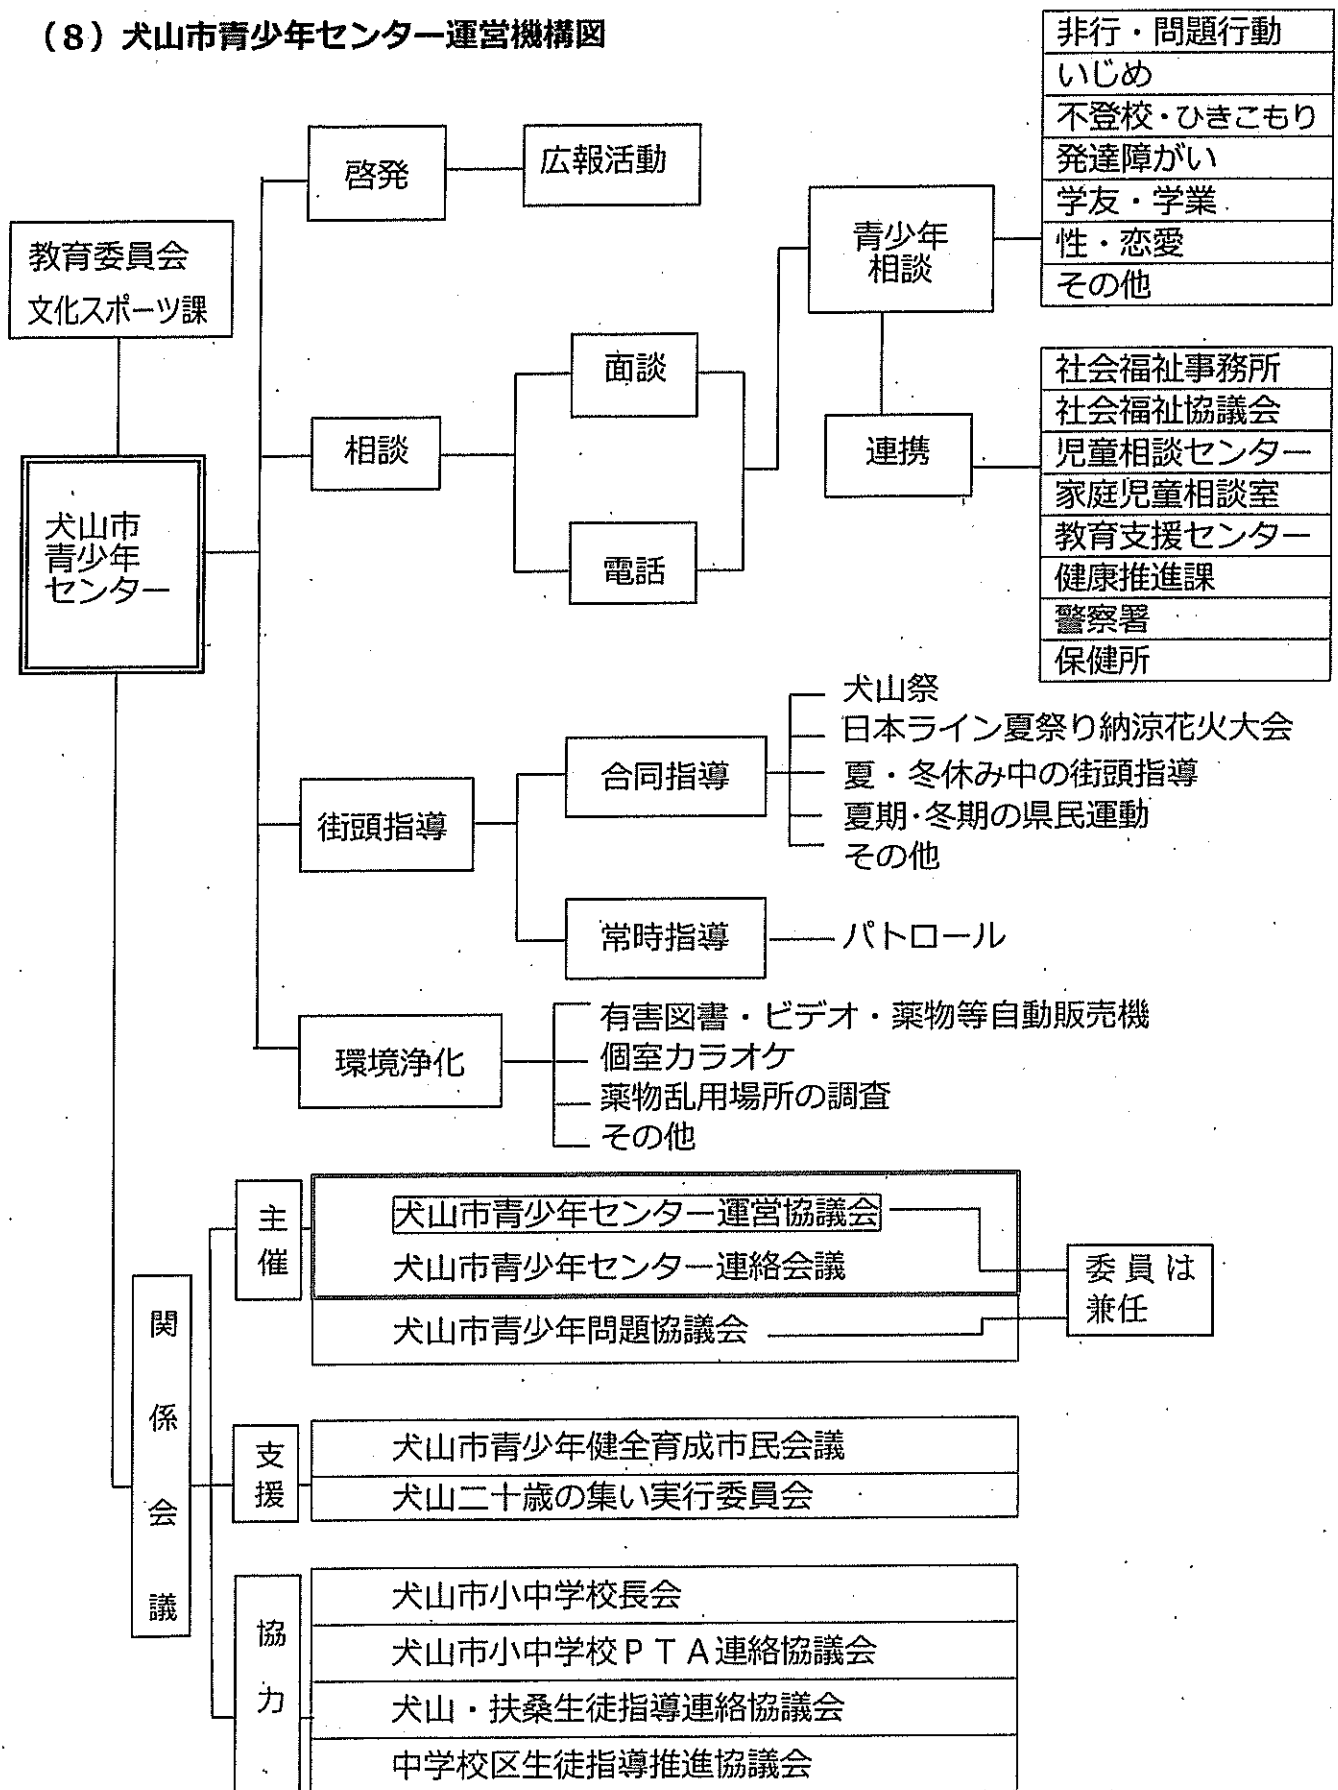 （8）犬山市青少年センター運営機構図
教育委員会
文化スポーツ課
犬山市
青少年
センター
啓発
広報活動
相談
面談
電話
青少年
相談
連携
非行・問題行動
いじめ
不登校・ひきこもり
発達障がい
学友・学業
性・恋愛
その他
社会福祉事務所
社会福祉協議会
児童相談センター
家庭児童相談室
教育支援センター
健康推進課
警察署
保健所
街頭指導
合同指導
犬山祭
日本ライン夏祭り納涼花火大会
夏・冬休み中の街頭指導
夏期・冬期の県民運動
その他
常時指導
パトロール
環境浄化
有害図書・ビデオ・薬物等自動販売機
個室カラオケ
薬物乱用場所の調査
その他
関係会議
主催
犬山市青少年センター運営協議会
犬山市青少年センター連絡会議
犬山市青少年問題協議会
委員は
兼任
支援
犬山市青少年健全育成市民会議
犬山二十歳の集い実行委員会
協力
犬山市小中学校長会
犬山市小中学校ＰＴＡ連絡協議会
犬山・扶桑生徒指導連絡協議会
中学校区生徒指導推進協議会